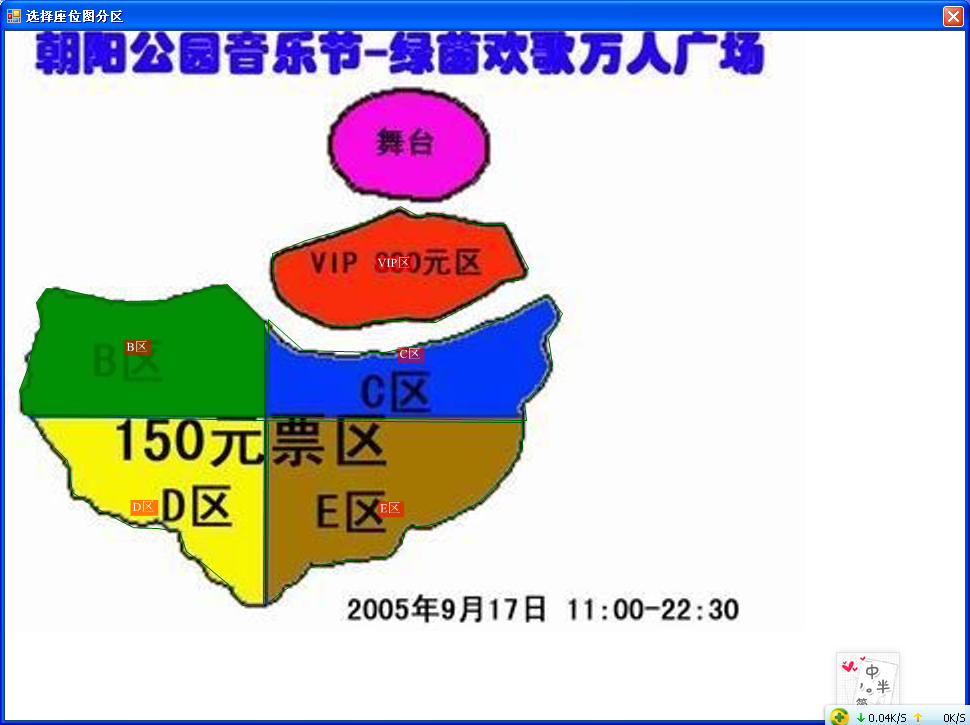 选择座位图分区
朝阳公园音乐节-绿茵欢歌万人广场
舞台
VIP 元区
VIP区
B区
B区
C区
C区
150元票区
D区
D区
E区
E区
2005年9月17日 11:00-22:30
中
半
简
0.04K/S
0K/S